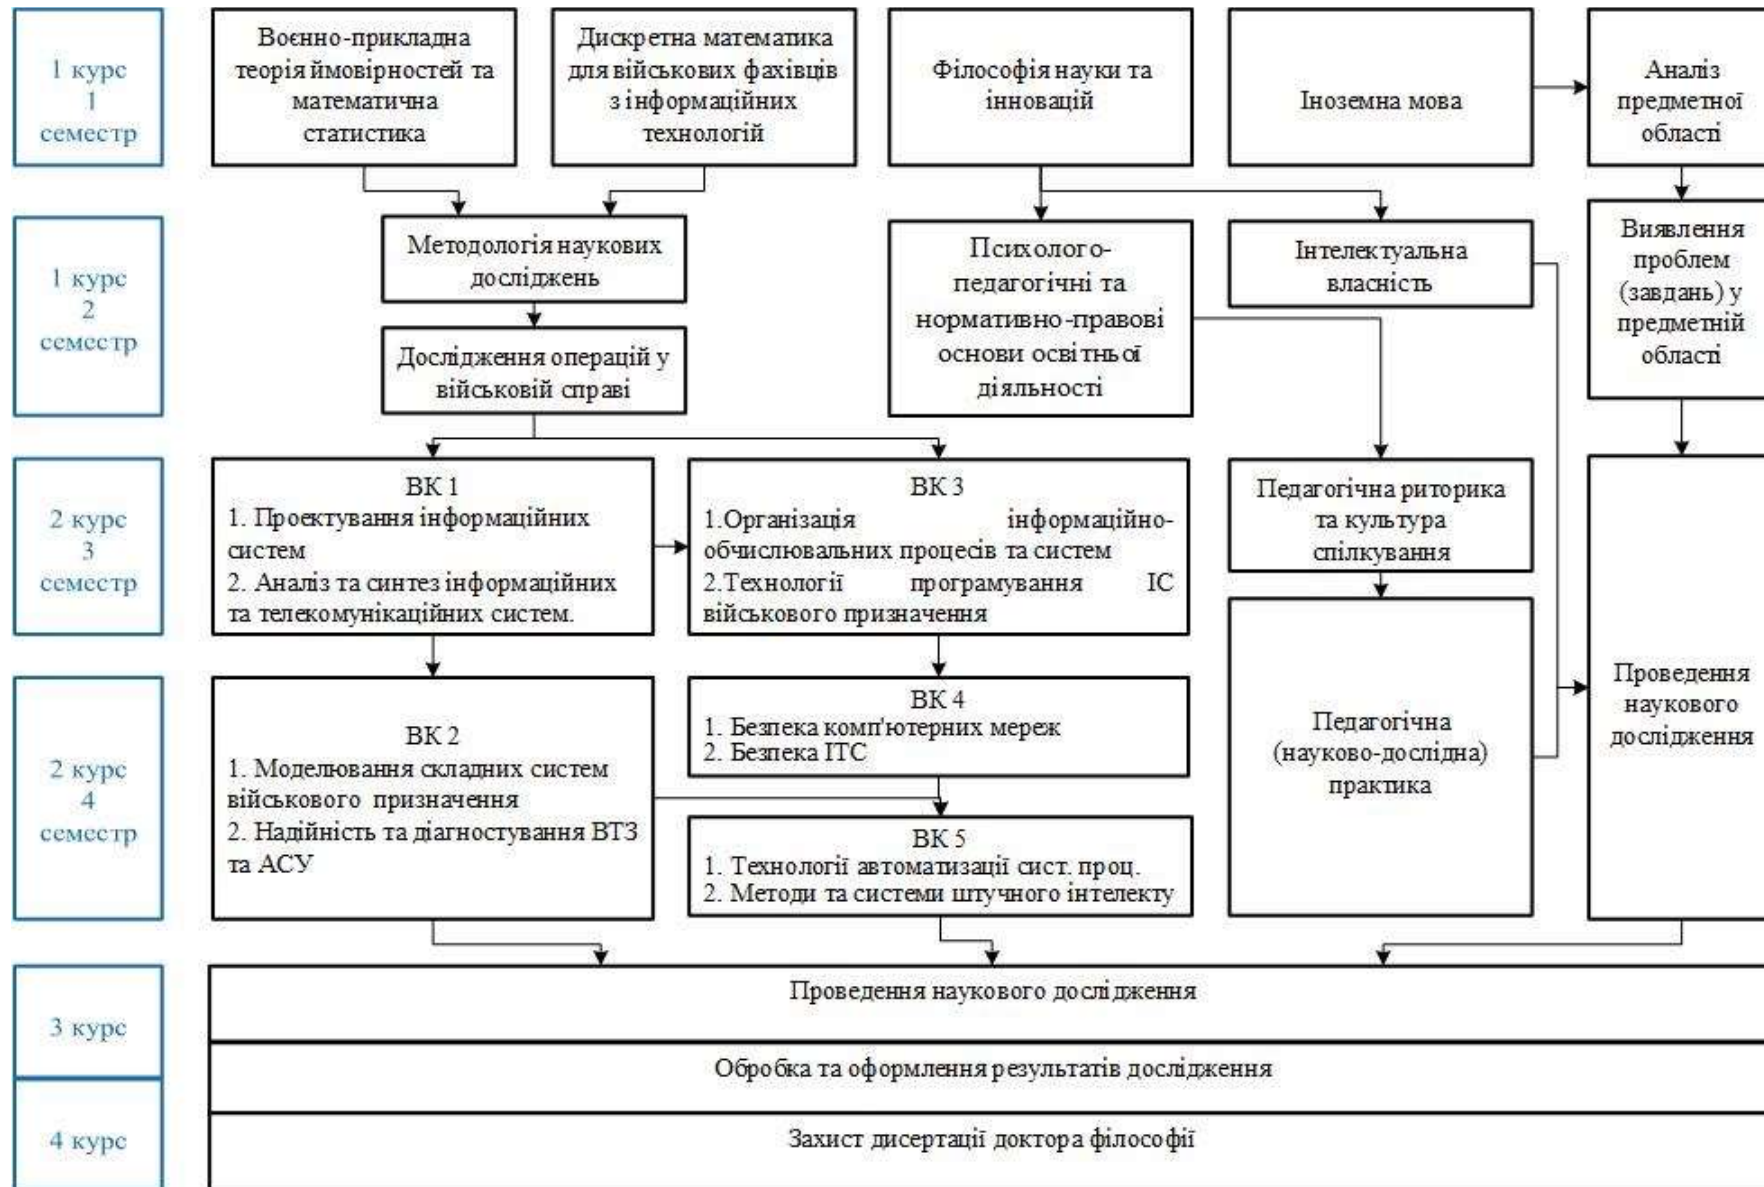 1 курс
1
семестр
Воєнно-прикладна
теорія ймовірностей та
математична
статистика
Дискретна математика
для військових фахівців
з інформаційних
технологій
Філософія науки та
інновацій
Іноземна мова
Аналіз
предметної
області
1 курс
2
семестр
Методологія наукових
досліджень
Дослідження операцій у
військовій справі
Психолого-
педагогічні та
нормативно-правові
основи освітньої
діяльності
Інтелектуальна
власність
Виявлення
проблем
(завдань) у
предметній
області
2 курс
3
семестр
ВК 1
1. Проектування інформаційних
систем
2. Аналіз та синтез інформаційних
та телекомунікаційних систем.
ВК 3
1.Організація інформаційно-
обчислювальних процесів та систем
2.Технології програмування ІС
військового призначення
Педагогічна риторика
та культура
спілкування
Проведення
наукового
дослідження
2 курс
4
семестр
ВК 2
1. Моделювання складних систем
військового призначення
2. Надійність та діагностування ВТЗ
та АСУ
ВК 4
1. Безпека комп'ютерних мереж
2. Безпека ІТС
ВК 5
1. Технології автоматизації сист. проц.
2. Методи та системи штучного інтелекту
Педагогічна
(науково-дослідна)
практика
3 курс
Проведення наукового дослідження
Обробка та оформлення результатів дослідження
4 курс
Захист дисертації доктора філософії